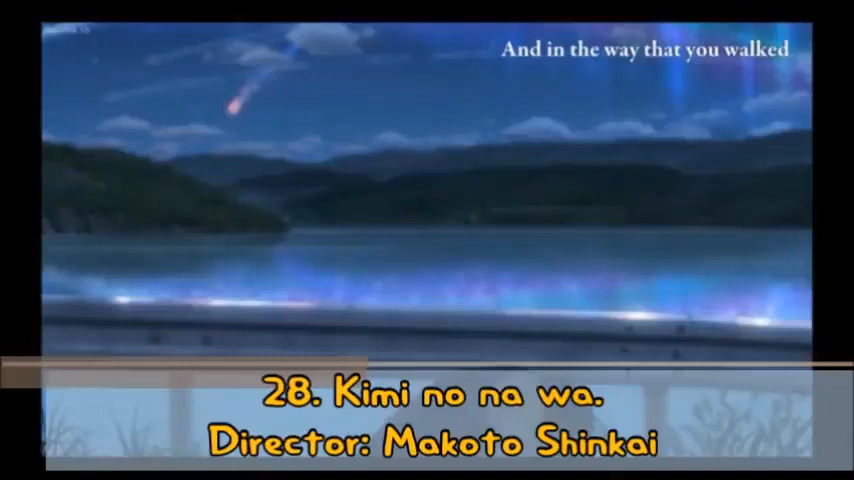 And in the way that you walked
28. Kimi no na wa.
Director: Makoto Shinkai